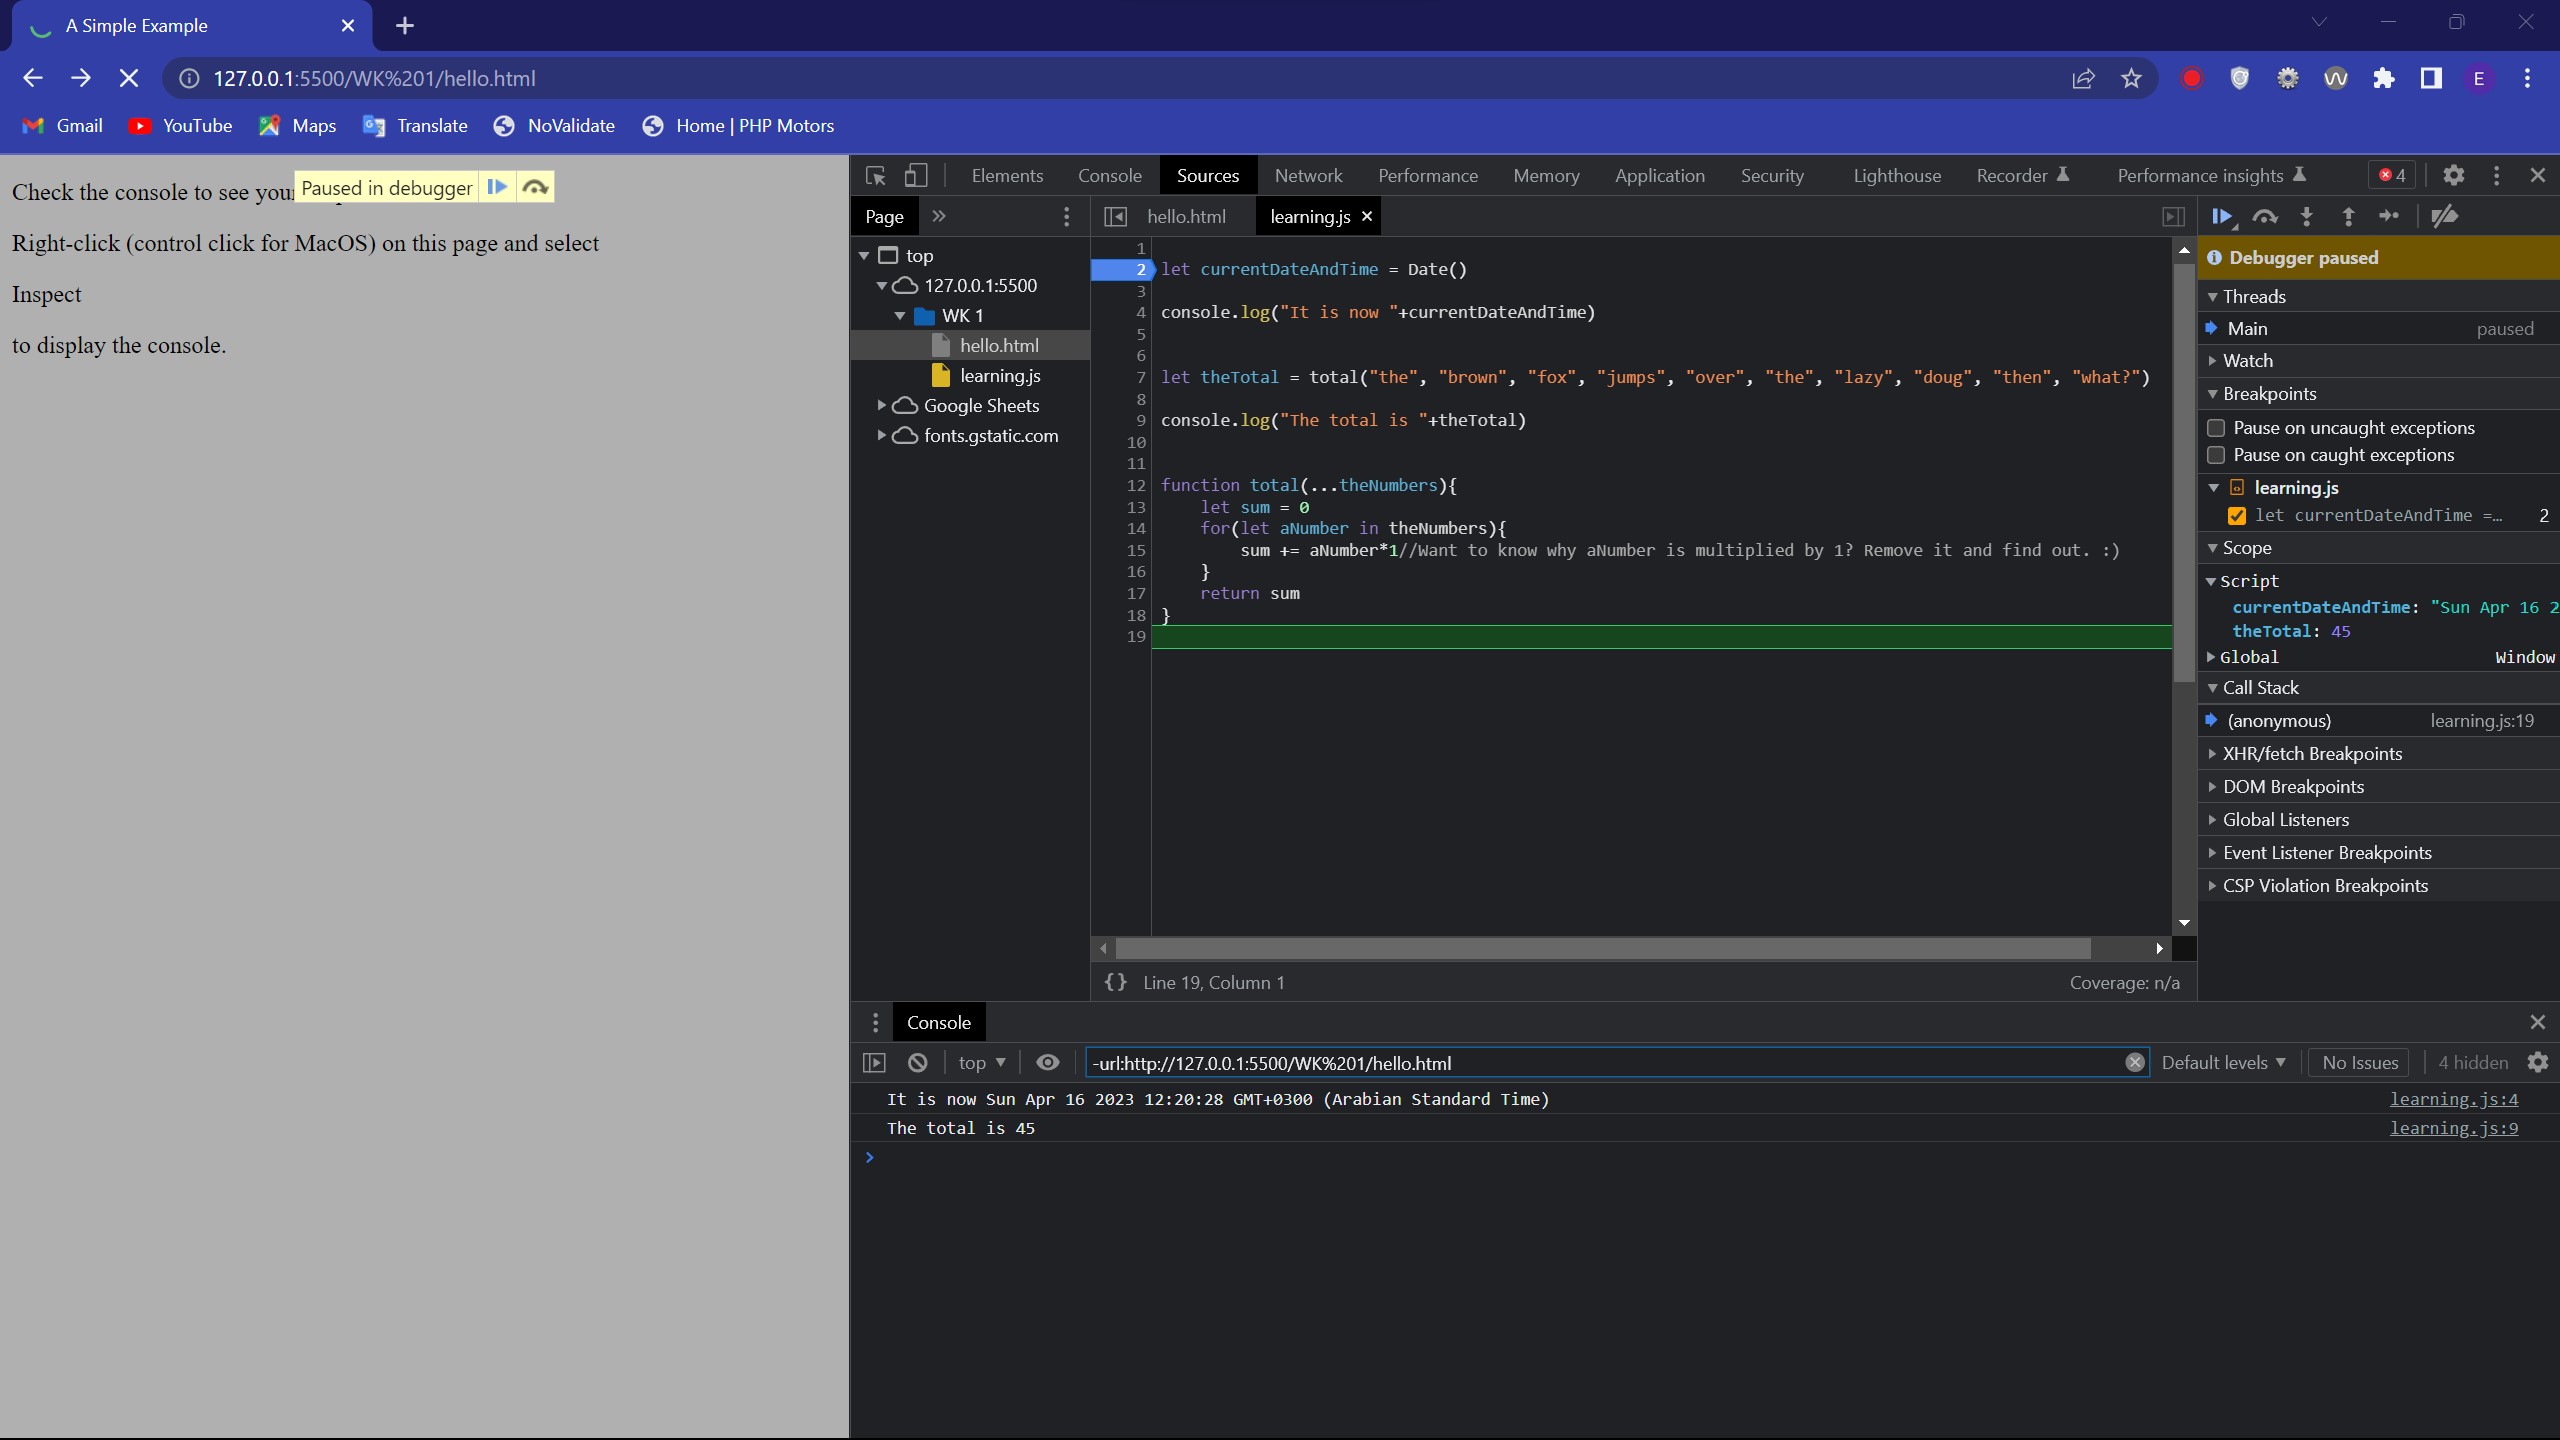 A Simple Example
127.0.0.1:5500/WK%201/hello.html
E
Gmail YouTube Maps Translate NoValidate Home | PHP Motors
Check the console to see your
Paused in debugger
Right-click (control click for MacOS) on this page and select
Inspect
to display the console.
Elements Console Sources Network Performance Memory Application Security Lighthouse Recorder Performance insights 4
Page
hello.html learning.js
top
127.0.0.1:5500
WK 1
hello.html
learning.js
Google Sheets
fonts.gstatic.com
1
2 let currentDateAndTime = Date()
3
4 console.log("It is now "+currentDateAndTime)
5
6
7 let theTotal = total("the", "brown", "fox", "jumps", "over", "the", "lazy", "doug", "then", "what?")
8
9 console.log("The total is "+theTotal)
10
11
12 function total(...theNumbers){
13 let sum = 0
14 for(let aNumber in theNumbers){
15 sum += aNumber*1//Want to know why aNumber is multiplied by 1? Remove it and find out. :)
16 }
17 return sum
18 }
19
{} Line 19, Column 1
Coverage: n/a
Debugger paused
Threads
Main paused
Watch
Breakpoints
Pause on uncaught exceptions
Pause on caught exceptions
learning.js
let currentDateAndTime =… 2
Scope
Script
currentDateAndTime: "Sun Apr 16 2
theTotal: 45
Global Window
Call Stack
(anonymous) learning.js:19
XHR/fetch Breakpoints
DOM Breakpoints
Global Listeners
Event Listener Breakpoints
CSP Violation Breakpoints
Console
top -url:http://127.0.0.1:5500/WK%201/hello.html Default levels No Issues 4 hidden
It is now Sun Apr 16 2023 12:20:28 GMT+0300 (Arabian Standard Time) learning.js:4
The total is 45 learning.js:9